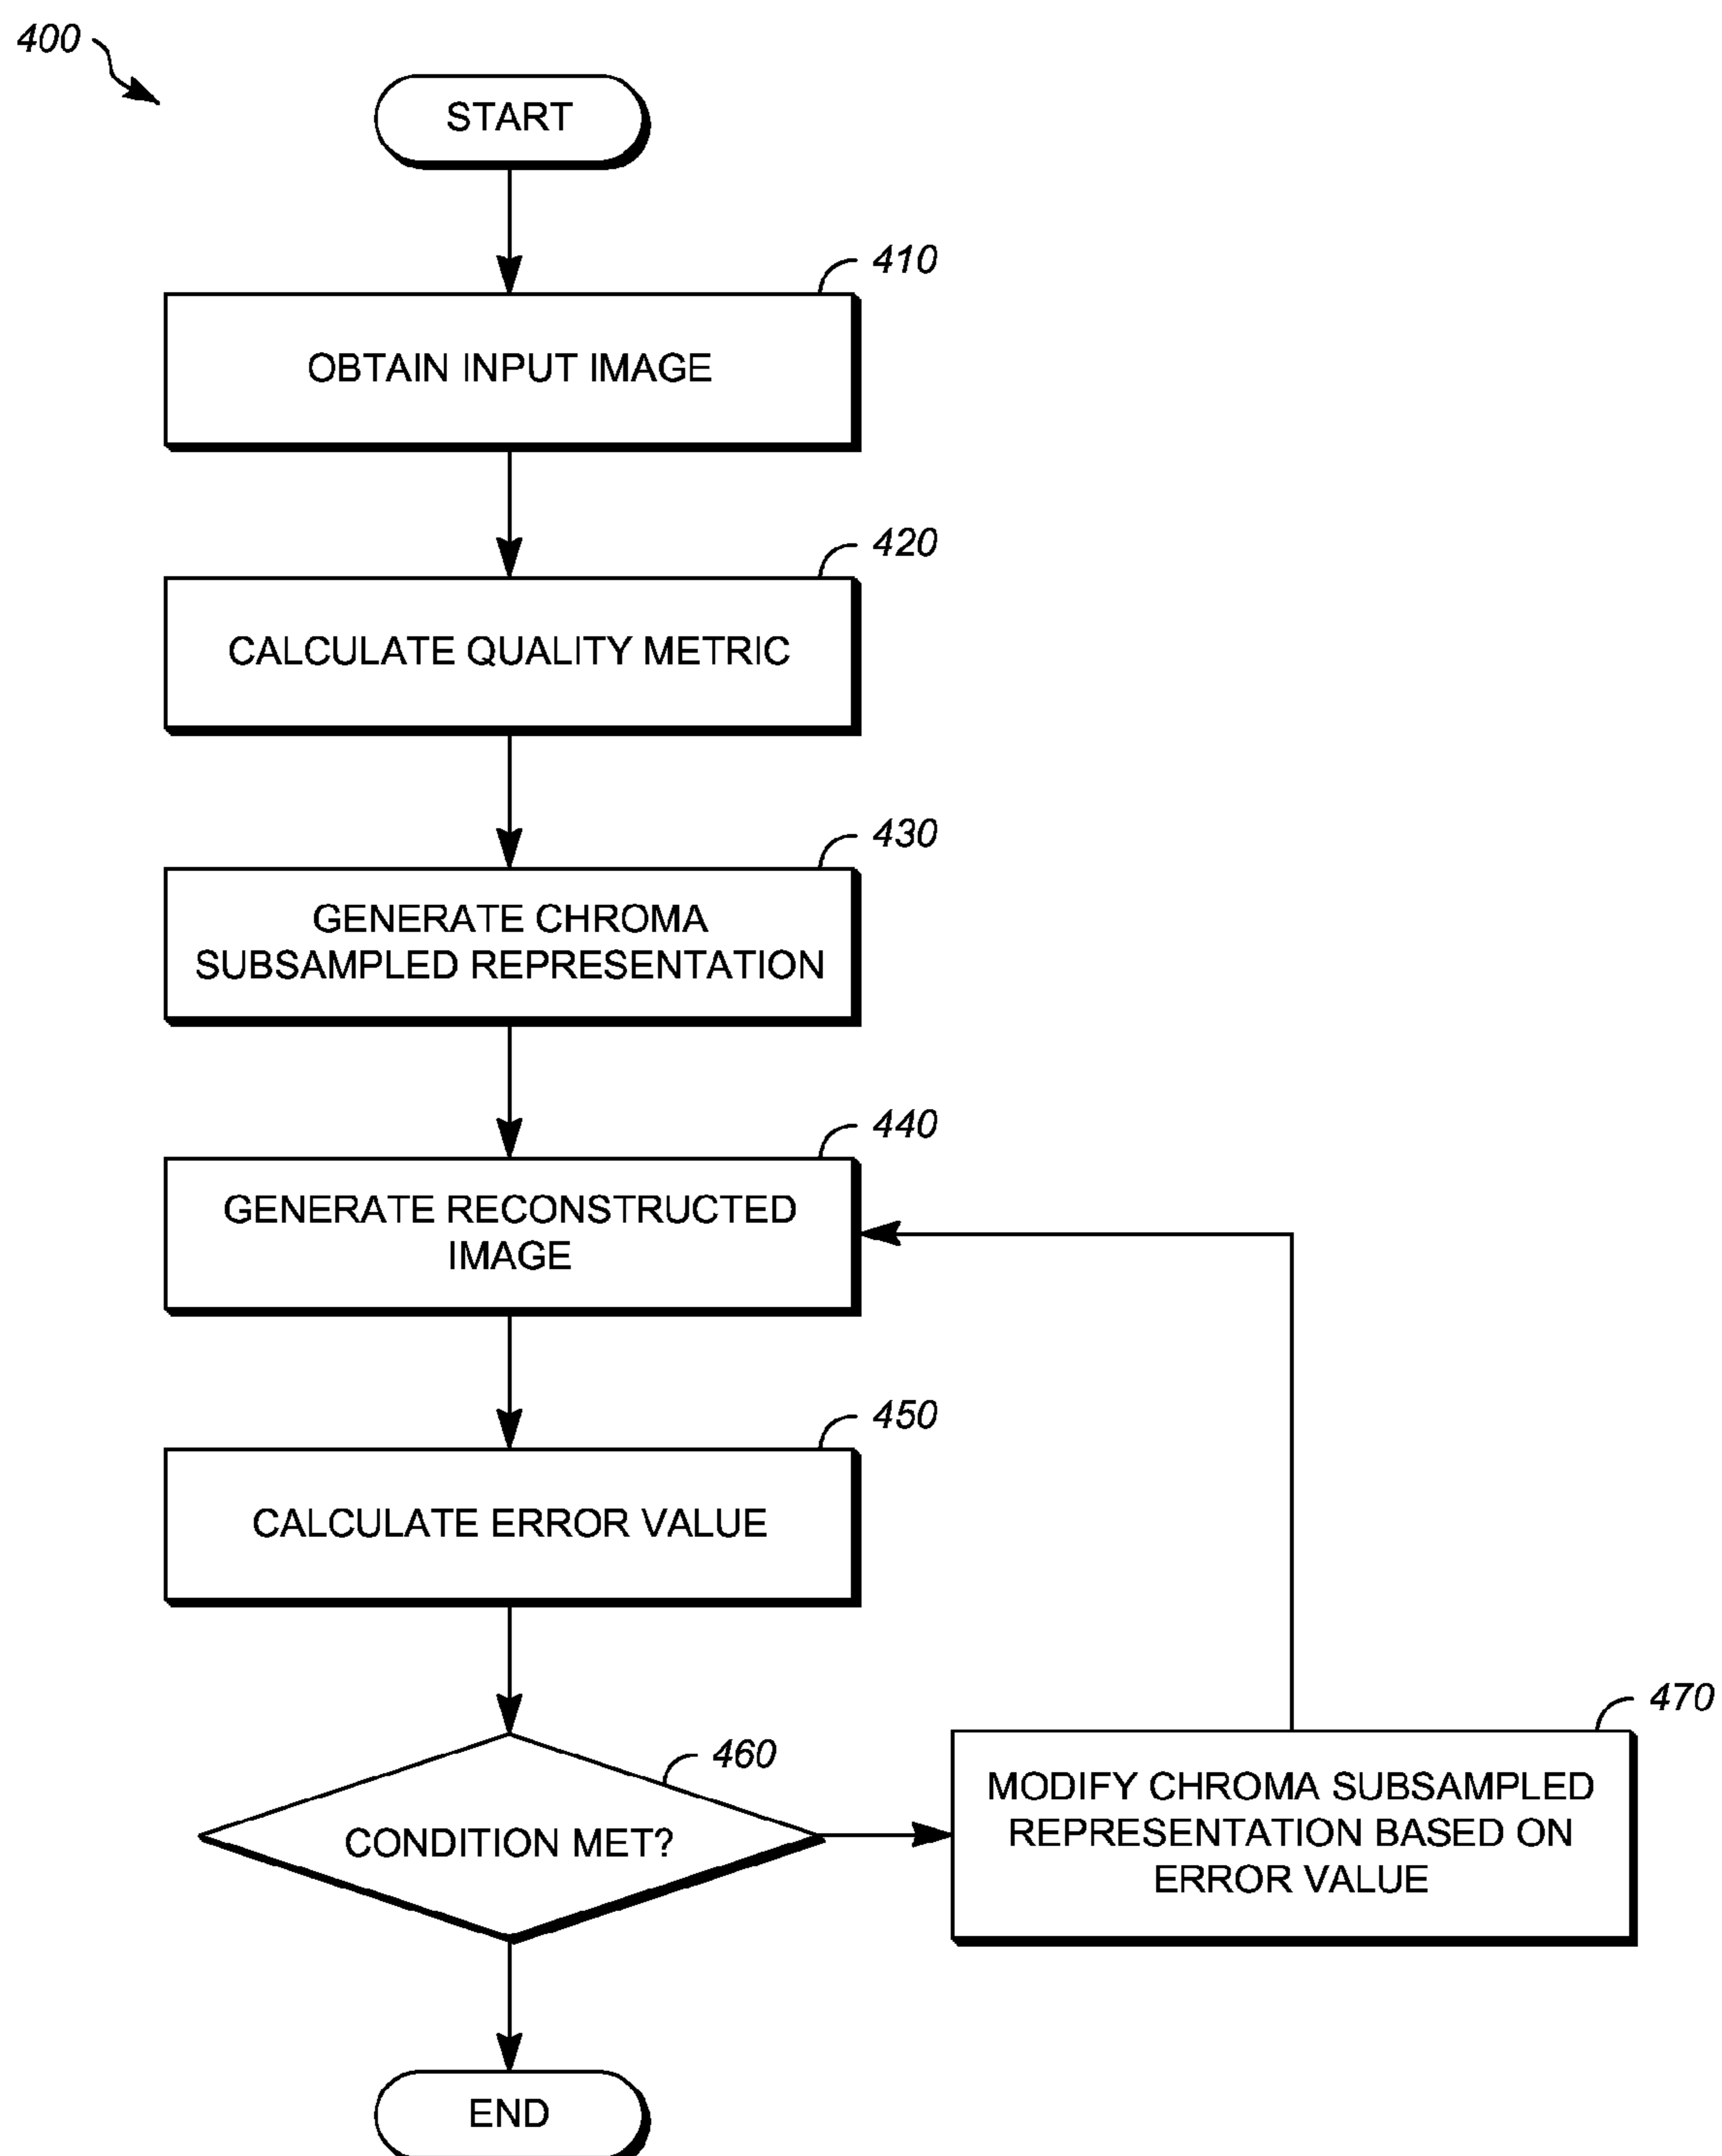 400
START
410
OBTAIN INPUT IMAGE
420
CALCULATE QUALITY METRIC
430
GENERATE CHROMA
SUBSAMPLED REPRESENTATION
440
GENERATE RECONSTRUCTED
IMAGE
450
CALCULATE ERROR VALUE
460
CONDITION MET?
470
MODIFY CHROMA SUBSAMPLED
REPRESENTATION BASED ON
ERROR VALUE
END